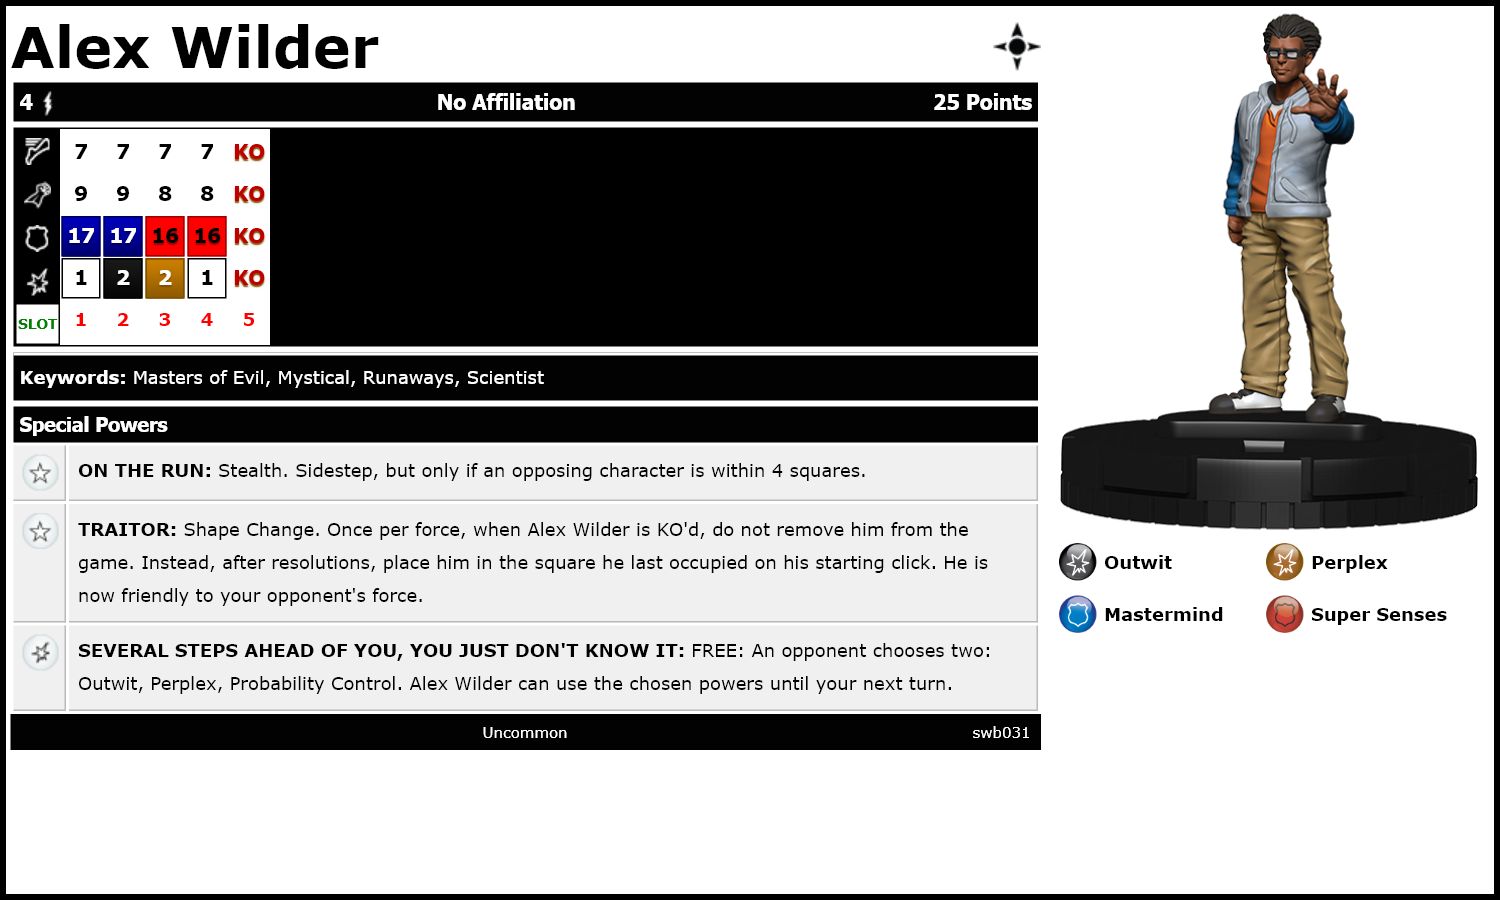 Alex Wilder
4 No Affiliation 25 Points
7 7 7 7 KO
9 9 8 8 KO
17 17 16 16 KO
1 2 2 1 KO
SLOT 1 2 3 4 5
Keywords: Masters of Evil, Mystical, Runaways, Scientist
Special Powers
ON THE RUN: Stealth. Sidestep, but only if an opposing character is within 4 squares.
TRAITOR: Shape Change. Once per force, when Alex Wilder is KO'd, do not remove him from the
game. Instead, after resolutions, place him in the square he last occupied on his starting click. He is
now friendly to your opponent's force.
SEVERAL STEPS AHEAD OF YOU, YOU JUST DON'T KNOW IT: FREE: An opponent chooses two:
Outwit, Perplex, Probability Control. Alex Wilder can use the chosen powers until your next turn.
Uncommon swb031
Outwit Perplex
Mastermind Super Senses